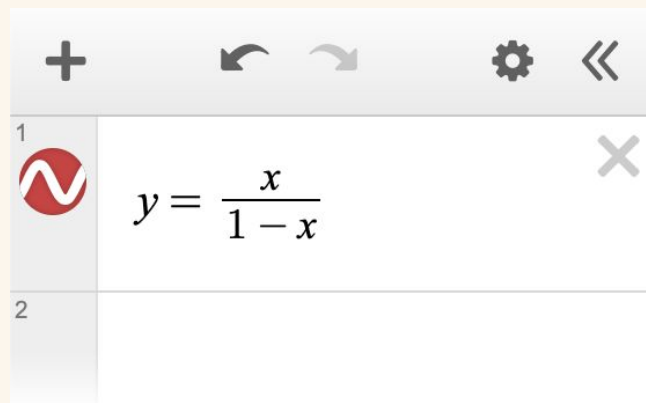 1
y = x/(1 − x)
2